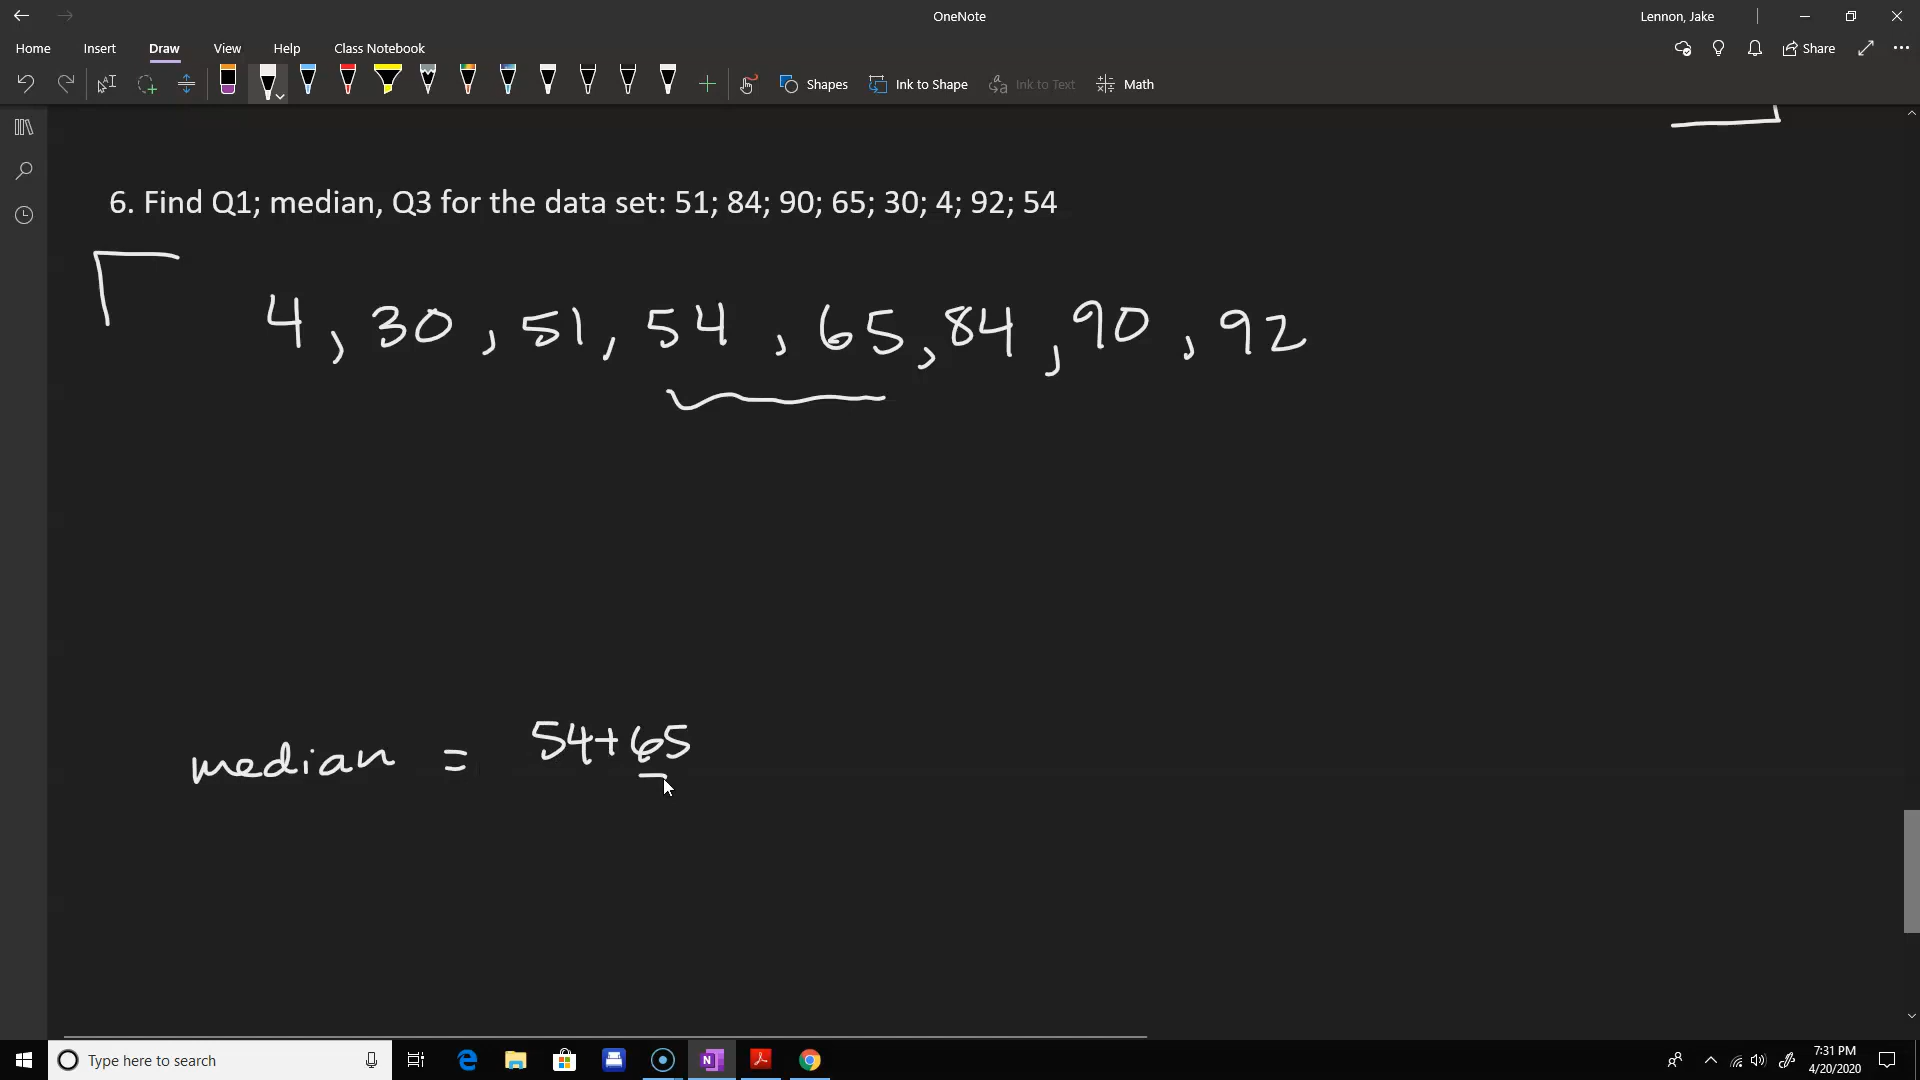 OneNote
Lennon, Jake
Home Insert Draw View Help Class Notebook
Share
Shapes Ink to Shape Ink to Text Math
6. Find Q1; median, Q3 for the data set: 51; 84; 90; 65; 30; 4; 92; 54
4, 30, 51, 54, 65, 84, 90, 92
median = 54+65
Type here to search
7:31 PM
4/20/2020